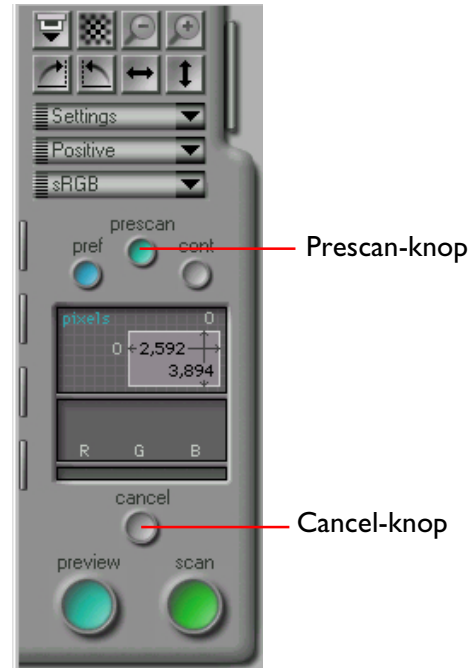 Settings
Positive
sRGB
prescan
pref cont
Prescan-knop
pixels 0
0 2,592
3,894
R G B
cancel
Cancel-knop
preview scan